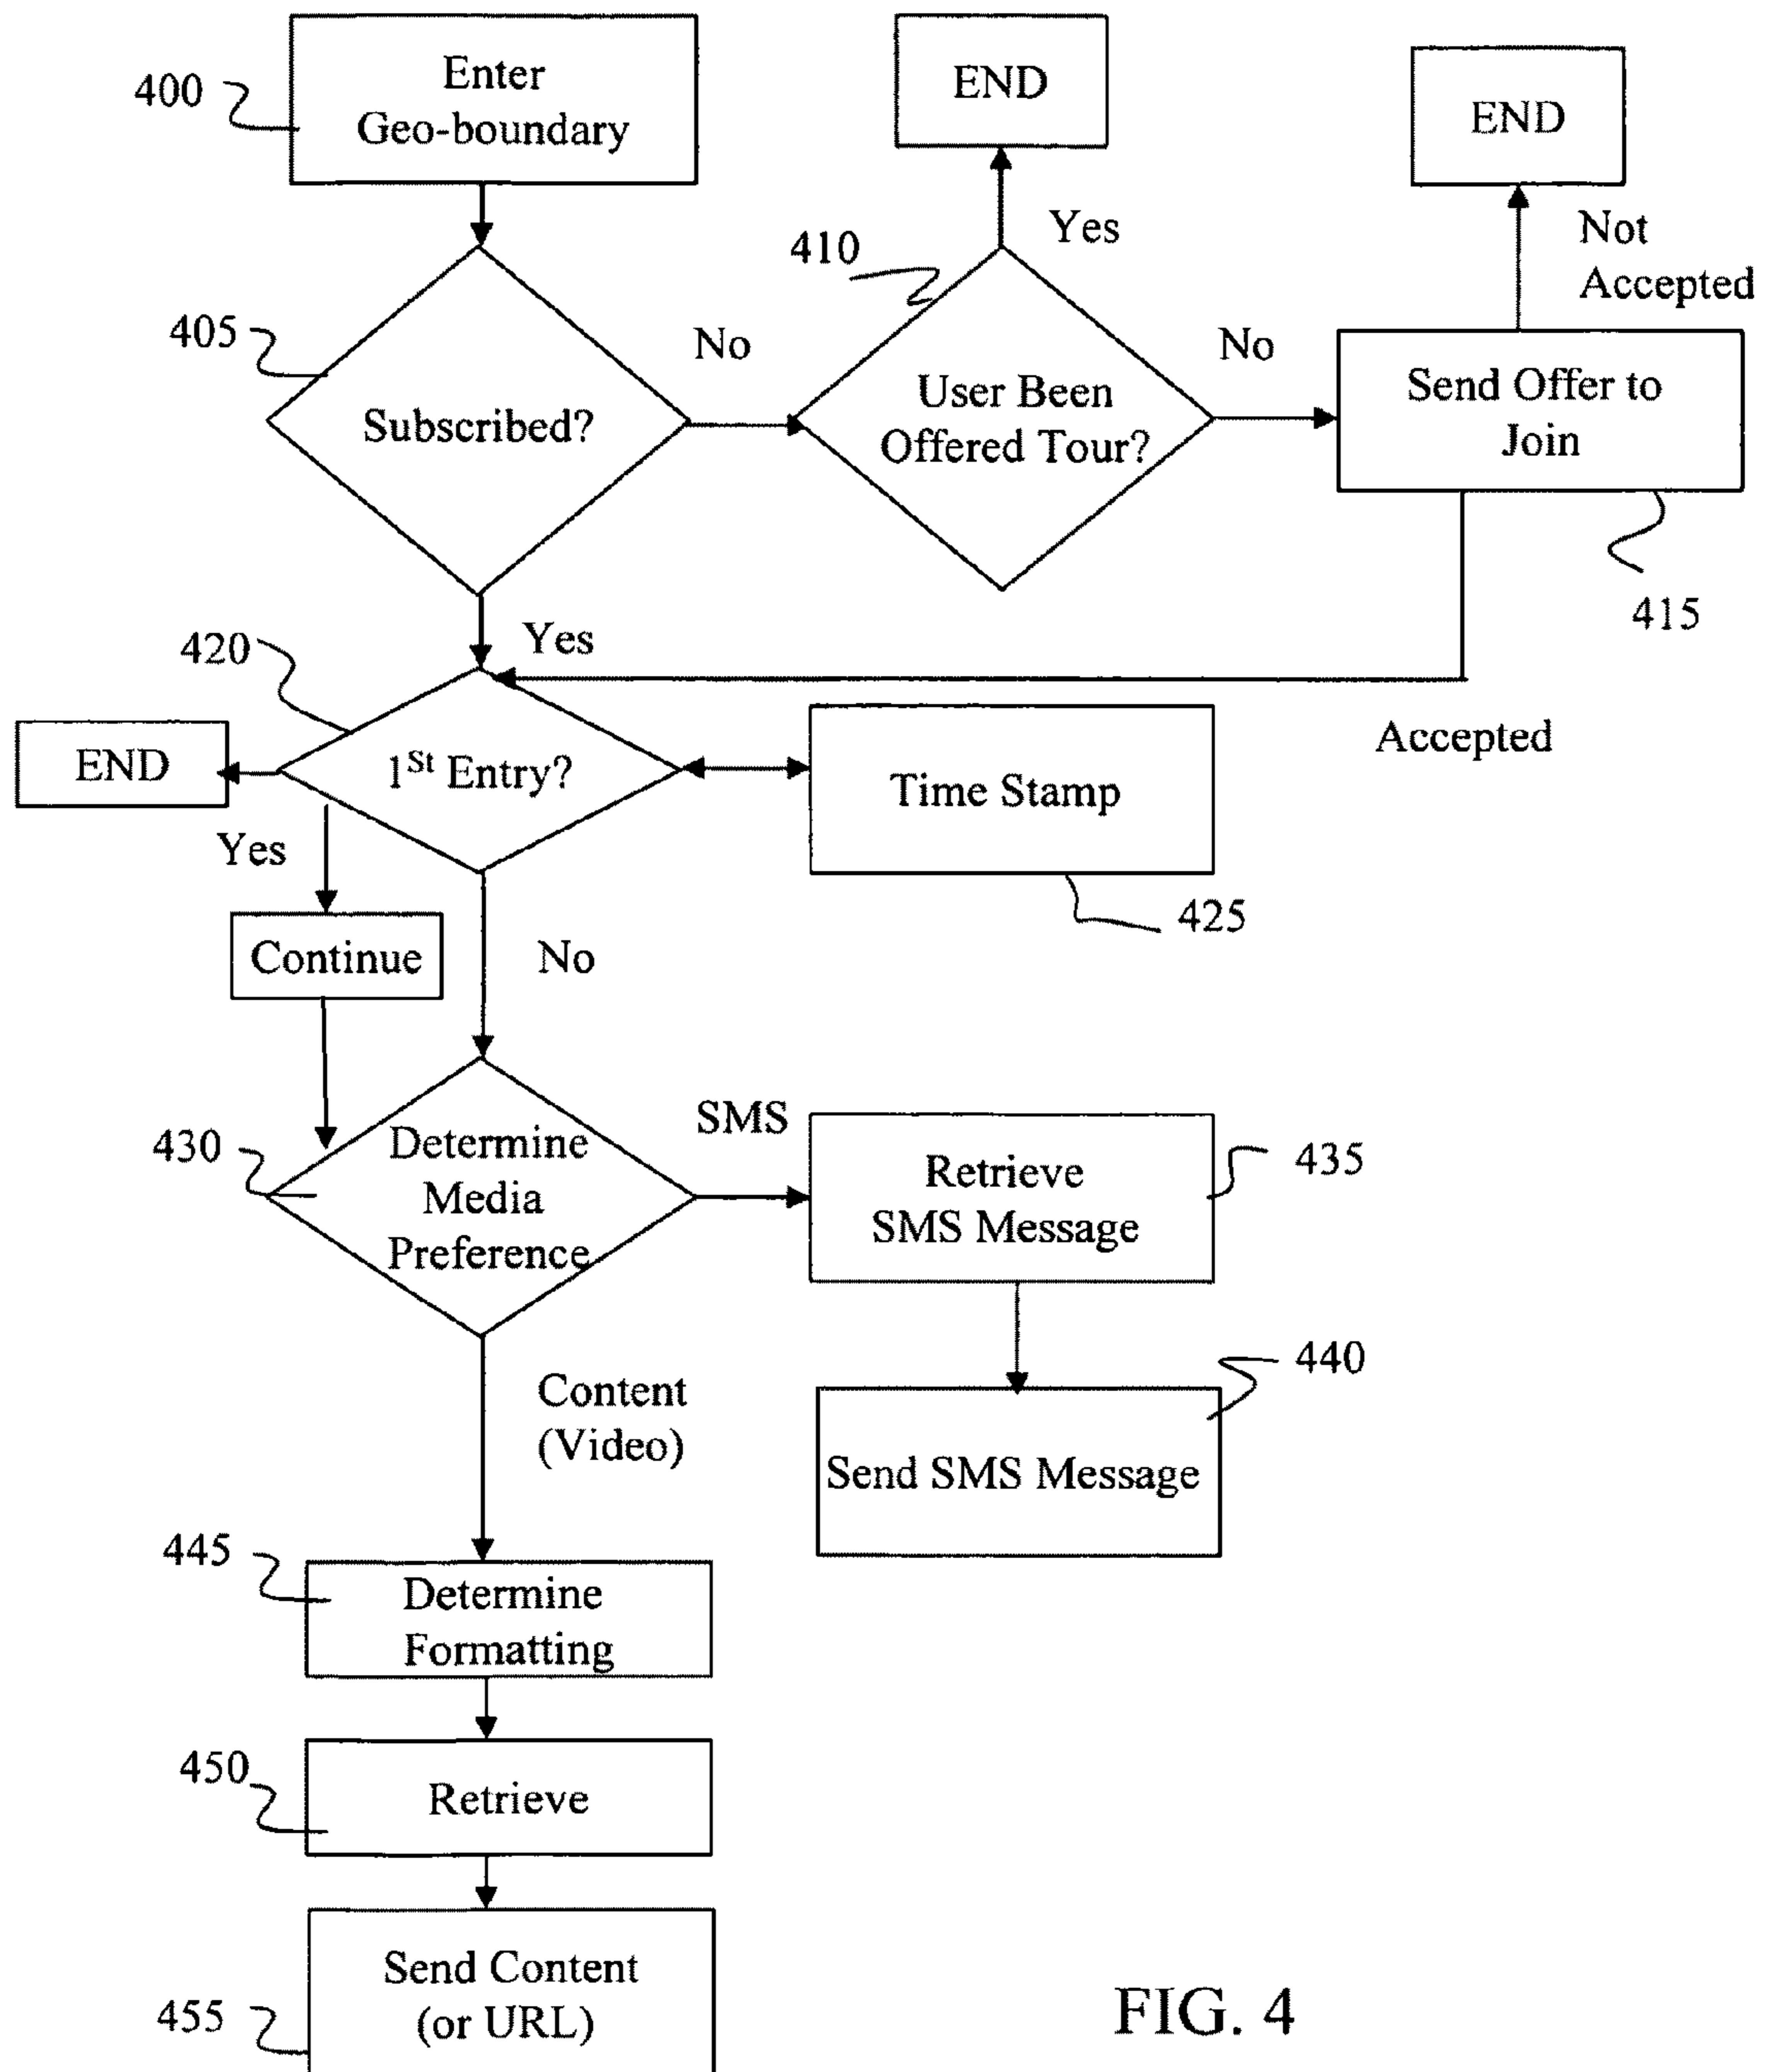 Enter
Geo-boundary
400
END
END
Yes
Not
Accepted
410
405
No
No
Subscribed?
User Been
Offered Tour?
Send Offer to
Join
415
Yes
420
Accepted
END
1St Entry?
Time Stamp
425
Yes
Continue
No
430
Determine
Media
Preference
SMS
Retrieve
SMS Message
435
440
Content
(Video)
Send SMS Message
445
Determine
Formatting
450
Retrieve
455
Send Content
(or URL)
FIG. 4